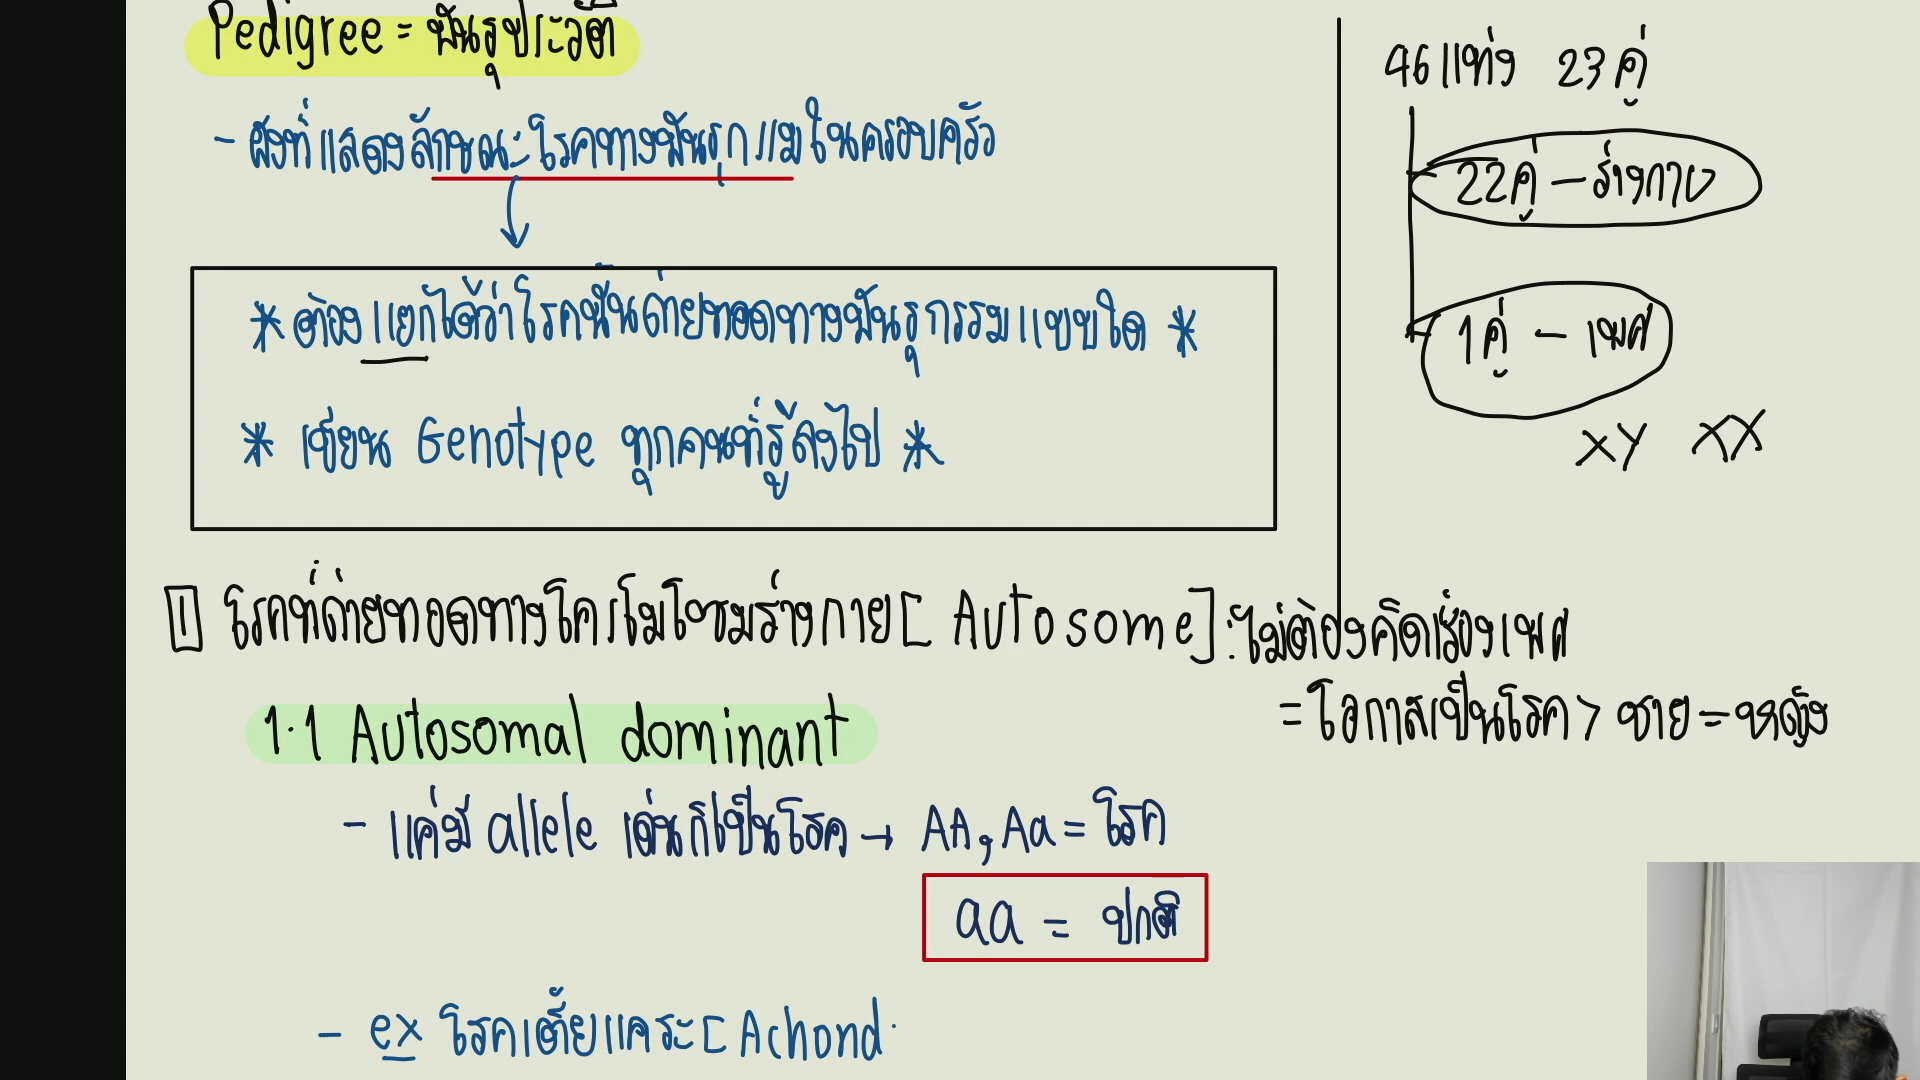 Pedigree = พันธุประวัติ
- ผังที่แสดงลักษณะโรคทางพันธุกรรมในครอบครัว
* ต้องแยกได้ว่าโรคนั้นถ่ายทอดทางพันธุกรรมแบบใด *
* เขียน Genotype ทุกคนที่รู้ลงไป *
46 แท่ง 23 คู่
22 คู่ - ร่างกาย
1 คู่ - เพศ
XY XX
1 โรคที่ถ่ายทอดทางโครโมโซมร่างกาย [ Autosome ] : ไม่ต้องคิดเรื่องเพศ
= โอกาสเป็นโรค > ชาย = หญิง
1.1 Autosomal dominant
- แค่มี allele เด่นก็เป็นโรค → AA, Aa = โรค
aa = ปกติ
- ex โรคเตี้ยแคระ [ Achond